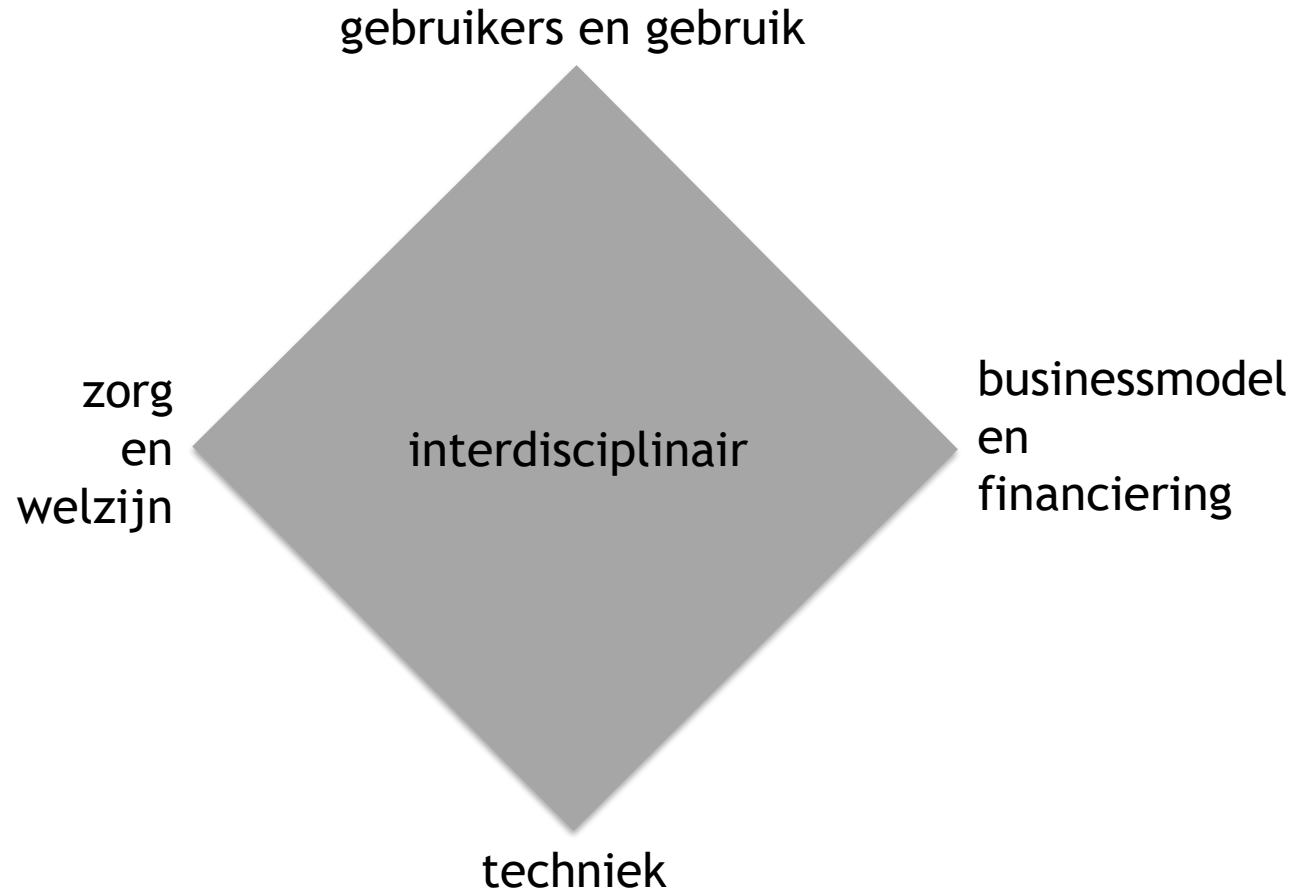 gebruikers en gebruik
zorg
en
welzijn
interdisciplinair
businessmodel
en
financiering
techniek